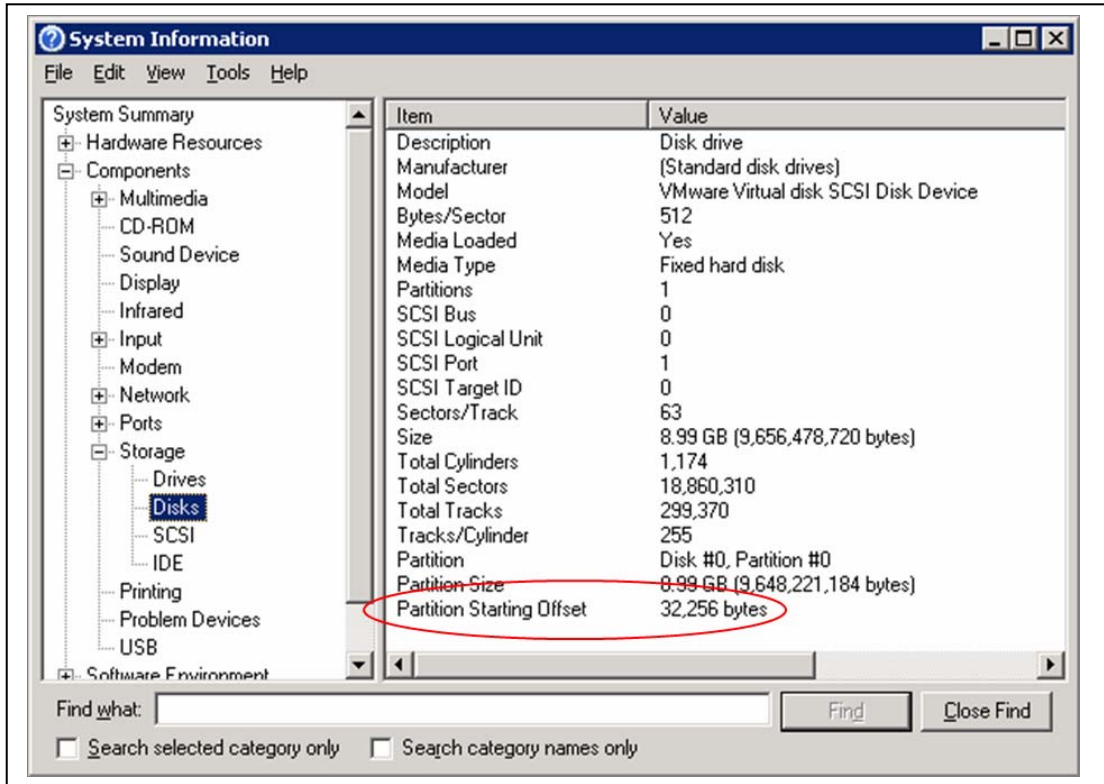 System Information
File Edit View Tools Help
System Summary
Hardware Resources
Components
Multimedia
CD-ROM
Sound Device
Display
Infrared
Input
Modem
Network
Ports
Storage
Drives
Disks
SCSI
IDE
Printing
Problem Devices
USB
Software Environment
Item Value
Description Disk drive
Manufacturer (Standard disk drives)
Model VMware Virtual disk SCSI Disk Device
Bytes/Sector 512
Media Loaded Yes
Media Type Fixed hard disk
Partitions 1
SCSI Bus 0
SCSI Logical Unit 0
SCSI Port 1
SCSI Target ID 0
Sectors/Track 63
Size 8.99 GB (9,656,478,720 bytes)
Total Cylinders 1,174
Total Sectors 18,860,310
Total Tracks 299,370
Tracks/Cylinder 255
Partition Disk #0, Partition #0
Partition Size 8.99 GB (9,648,221,184 bytes)
Partition Starting Offset 32,256 bytes
Find what: Find Close Find
Search selected category only Search category names only